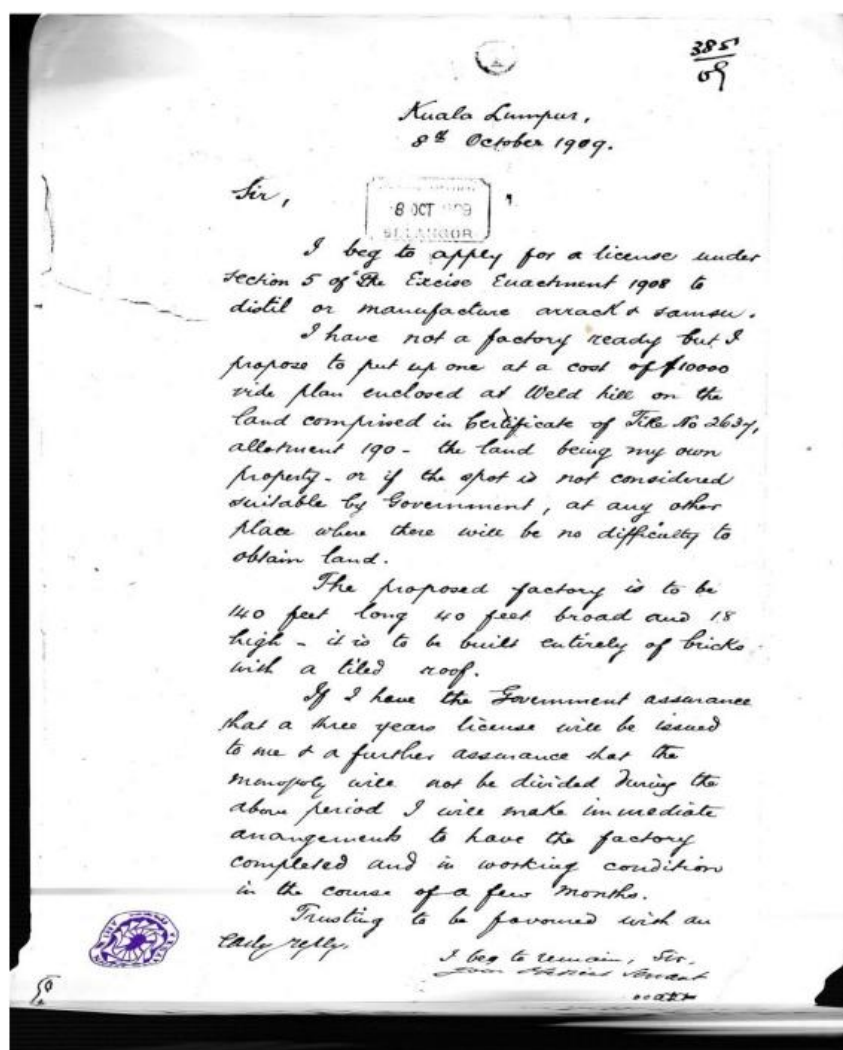 385
09
Kuala Lumpur,
8th October 1909.
Sir,
8 OCT 1909
SELANGOR
I beg to apply for a license under
section 5 of "The Excise Enactment 1908 to
distil or manufacture arrack & samsu.
I have not a factory ready but I
propose to put up one at a cost of $10000
vide plan enclosed at Weld hill on the
land comprised in Certificate of Title No 2637,
allotment 190 - the land being my own
property - or if the spot is not considered
suitable by Government, at any other
place where there will be no difficulty to
obtain land.
The proposed factory is to be
140 feet long 40 feet broad and 18
high - it is to be built entirely of bricks
with a tiled roof.
If I have the Government assurance
that a three years license will be issued
to me & a further assurance that the
monopoly will not be divided during the
above period I will make immediate
arrangements to have the factory
completed and in working condition
in the course of a few months.
Trusting to be favoured with an
early reply.
I beg to remain, Sir,
Your Obedient Servant